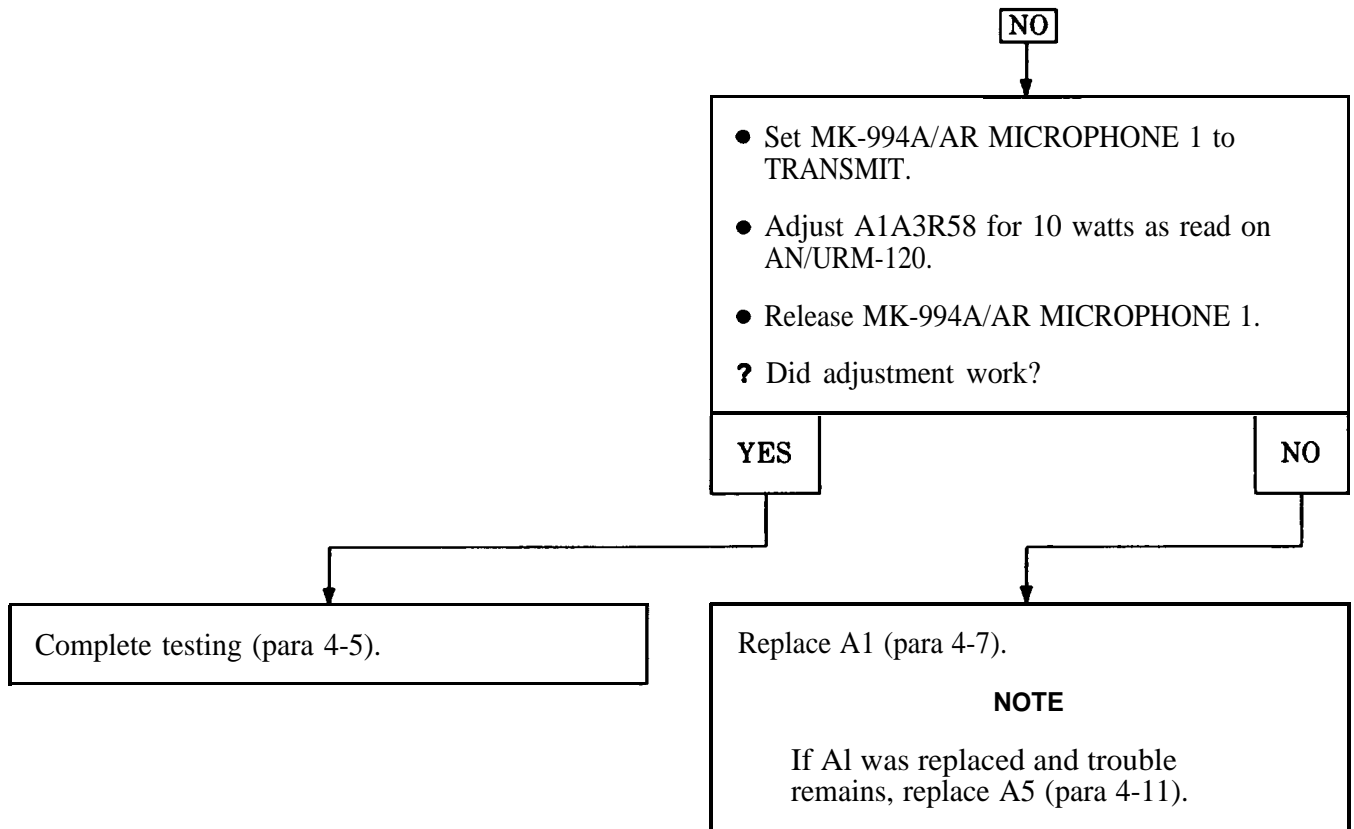 NO
● Set MK-994A/AR MICROPHONE 1 to
TRANSMIT.
● Adjust A1A3R58 for 10 watts as read on
AN/URM-120.
● Release MK-994A/AR MICROPHONE 1.
? Did adjustment work?
YES
NO
Complete testing (para 4-5).
Replace A1 (para 4-7).
NOTE
If Al was replaced and trouble
remains, replace A5 (para 4-11).